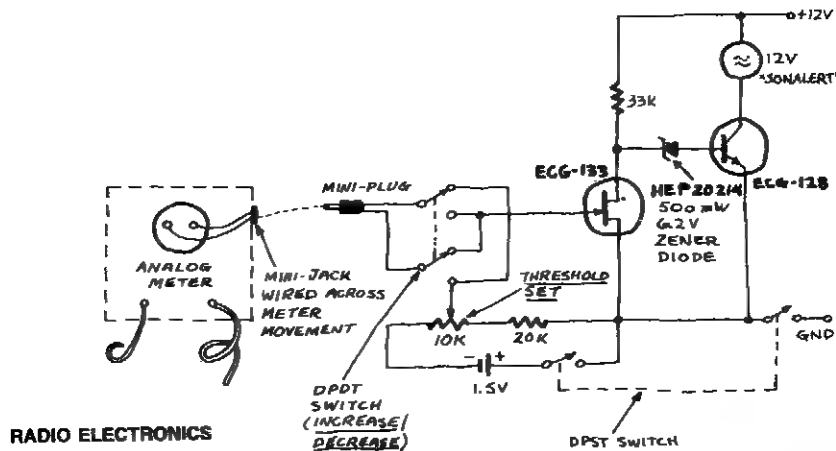 +12V
12V
"SONALERT"
33K
ECG-133
ECG-128
HEP Z0214
500mW
6.2V
ZENER
DIODE
MINI-PLUG
ANALOG
METER
MINI-JACK
WIRED ACROSS
METER
MOVEMENT
THRESHOLD
SET
10K
20K
GND
- +
1.5V
DPDT
SWITCH
(INCREASE/
DECREASE)
DPST SWITCH
RADIO ELECTRONICS